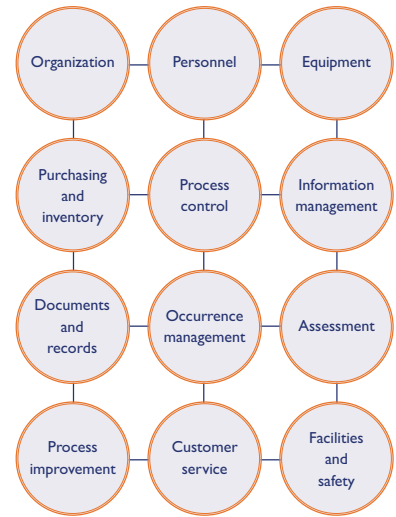 Organization
Personnel
Equipment
Purchasing
and
inventory
Process
control
Information
management
Documents
and
records
Occurrence
management
Assessment
Process
improvement
Customer
service
Facilities
and
safety